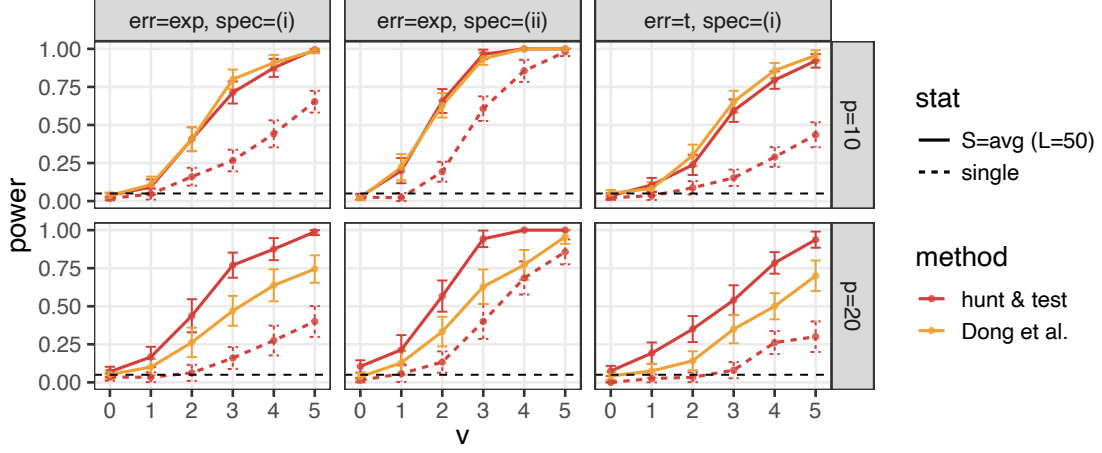 err=exp, spec=(i)
err=exp, spec=(ii)
err=t, spec=(i)
1.00
0.75
0.50
0.25
0.00
p=10
1.00
0.75
0.50
0.25
0.00
p=20
0 1 2 3 4 5
0 1 2 3 4 5
0 1 2 3 4 5
power
v
stat
S=avg (L=50)
single
method
hunt & test
Dong et al.